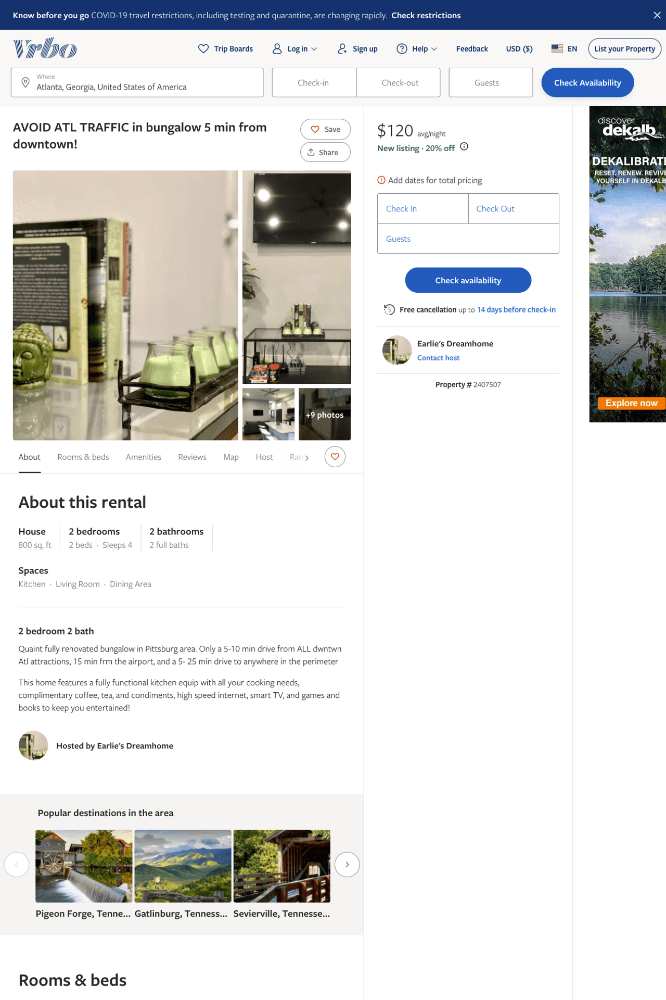 Know before you go COVID-19 travel restrictions, including testing and quarantine, are changing rapidly. Check restrictions
Vrbo
Trip Boards
Log in
Sign up
Help
Feedback
USD ($)
EN
List your Property
Where
Atlanta, Georgia, United States of America
Check-in
Check-out
Guests
Check Availability
AVOID ATL TRAFFIC in bungalow 5 min from
downtown!
Save
Share
+9 photos
$120 avg/night
New listing · 20% off
Add dates for total pricing
Check In
Check Out
Guests
Check availability
Free cancellation up to 14 days before check-in
Earlie's Dreamhome
Contact host
Property # 2407507
discover
dekalb
DEKALIBRATE
RESET. RENEW. REVIVE
YOURSELF IN DEKALB
Explore now
About
Rooms & beds
Amenities
Reviews
Map
Host
About this rental
House
800 sq. ft
2 bedrooms
2 beds · Sleeps 4
2 bathrooms
2 full baths
Spaces
Kitchen · Living Room · Dining Area
2 bedroom 2 bath
Quaint fully renovated bungalow in Pittsburg area. Only a 5-10 min drive from ALL dwntwn
Atl attractions, 15 min frm the airport, and a 5- 25 min drive to anywhere in the perimeter
This home features a fully functional kitchen equip with all your cooking needs,
complimentary coffee, tea, and condiments, high speed internet, smart TV, and games and
books to keep you entertained!
Hosted by Earlie's Dreamhome
Popular destinations in the area
Pigeon Forge, Tenne...
Gatlinburg, Tenness...
Sevierville, Tennesse...
Rooms & beds